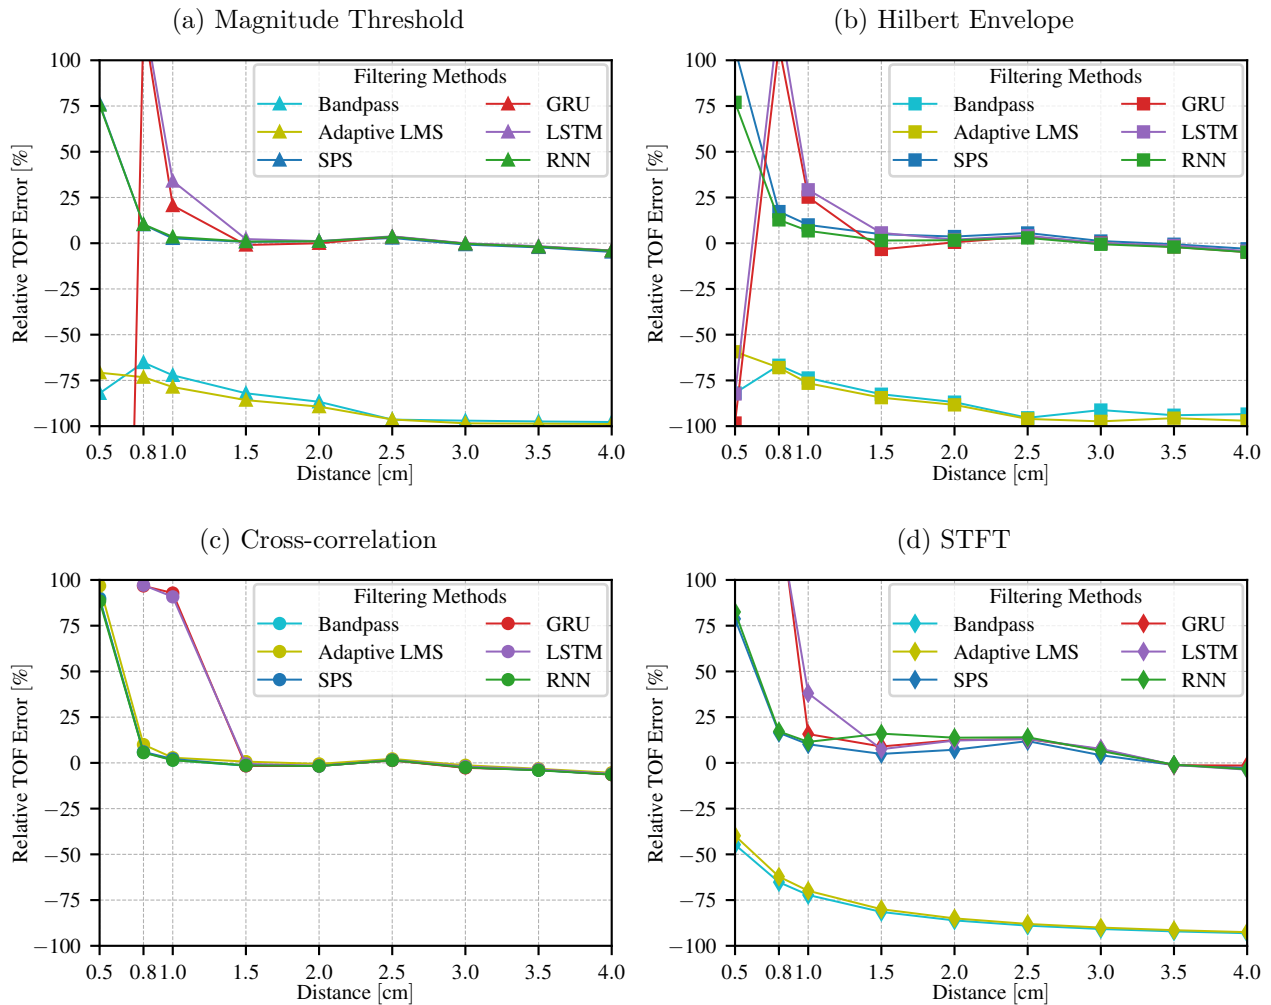 (a) Magnitude Threshold
100
75
50
25
0
−25
−50
−75
−100
Relative TOF Error [%]
Filtering Methods
Bandpass GRU
Adaptive LMS LSTM
SPS RNN
0.5 0.8 1.0 1.5 2.0 2.5 3.0 3.5 4.0
Distance [cm]
(b) Hilbert Envelope
100
75
50
25
0
−25
−50
−75
−100
Relative TOF Error [%]
Filtering Methods
Bandpass GRU
Adaptive LMS LSTM
SPS RNN
0.5 0.8 1.0 1.5 2.0 2.5 3.0 3.5 4.0
Distance [cm]
(c) Cross-correlation
100
75
50
25
0
−25
−50
−75
−100
Relative TOF Error [%]
Filtering Methods
Bandpass GRU
Adaptive LMS LSTM
SPS RNN
0.5 0.8 1.0 1.5 2.0 2.5 3.0 3.5 4.0
Distance [cm]
(d) STFT
100
75
50
25
0
−25
−50
−75
−100
Relative TOF Error [%]
Filtering Methods
Bandpass GRU
Adaptive LMS LSTM
SPS RNN
0.5 0.8 1.0 1.5 2.0 2.5 3.0 3.5 4.0
Distance [cm]